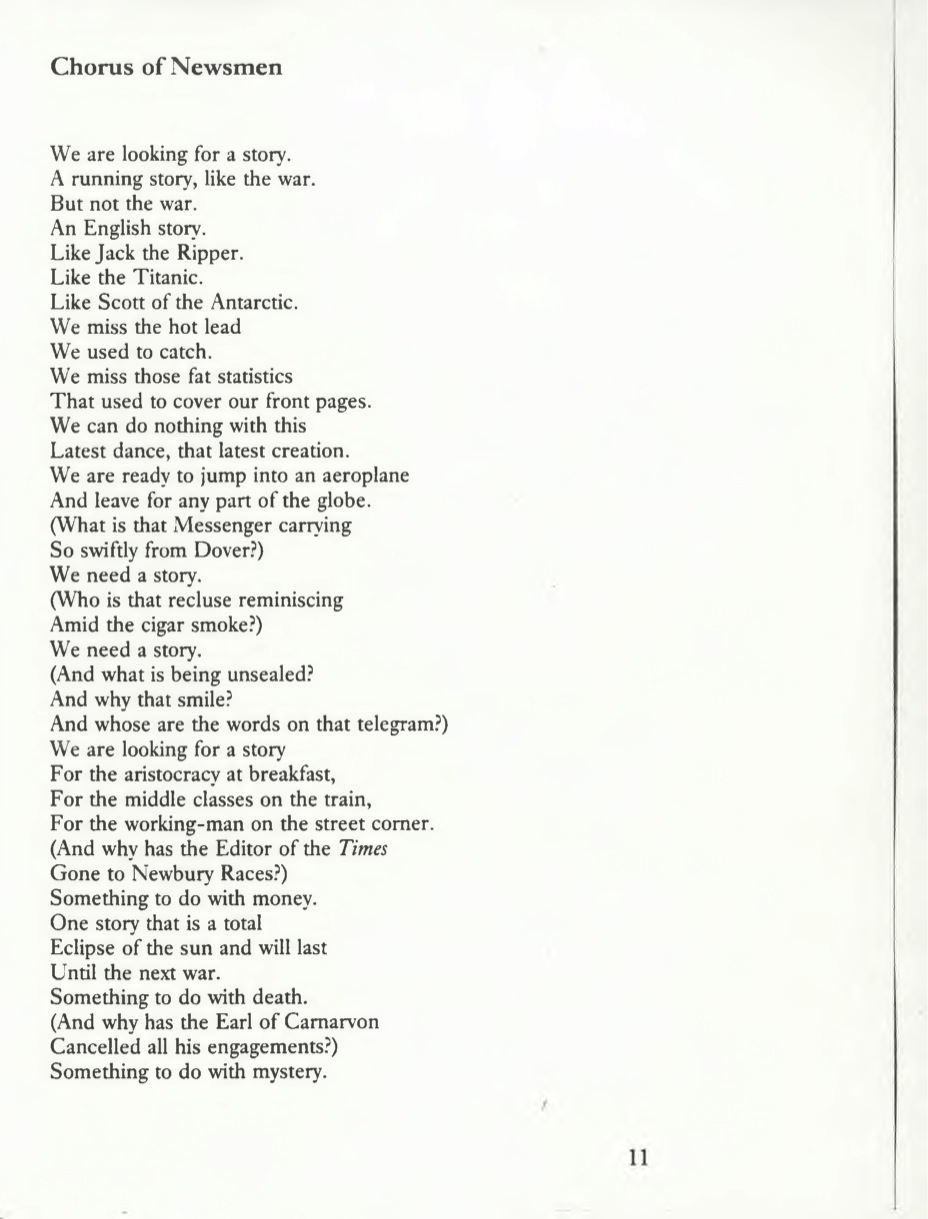 Chorus of Newsmen
We are looking for a story.
A running story, like the war.
But not the war.
An English story.
Like Jack the Ripper.
Like the Titanic.
Like Scott of the Antarctic.
We miss the hot lead
We used to catch.
We miss those fat statistics
That used to cover our front pages.
We can do nothing with this
Latest dance, that latest creation.
We are ready to jump into an aeroplane
And leave for any part of the globe.
(What is that Messenger carrying
So swiftly from Dover?)
We need a story.
(Who is that recluse reminiscing
Amid the cigar smoke?)
We need a story.
(And what is being unsealed?
And why that smile?
And whose are the words on that telegram?)
We are looking for a story
For the aristocracy at breakfast,
For the middle classes on the train,
For the working-man on the street corner.
(And why has the Editor of the Times
Gone to Newbury Races?)
Something to do with money.
One story that is a total
Eclipse of the sun and will last
Until the next war.
Something to do with death.
(And why has the Earl of Carnarvon
Cancelled all his engagements?)
Something to do with mystery.
11